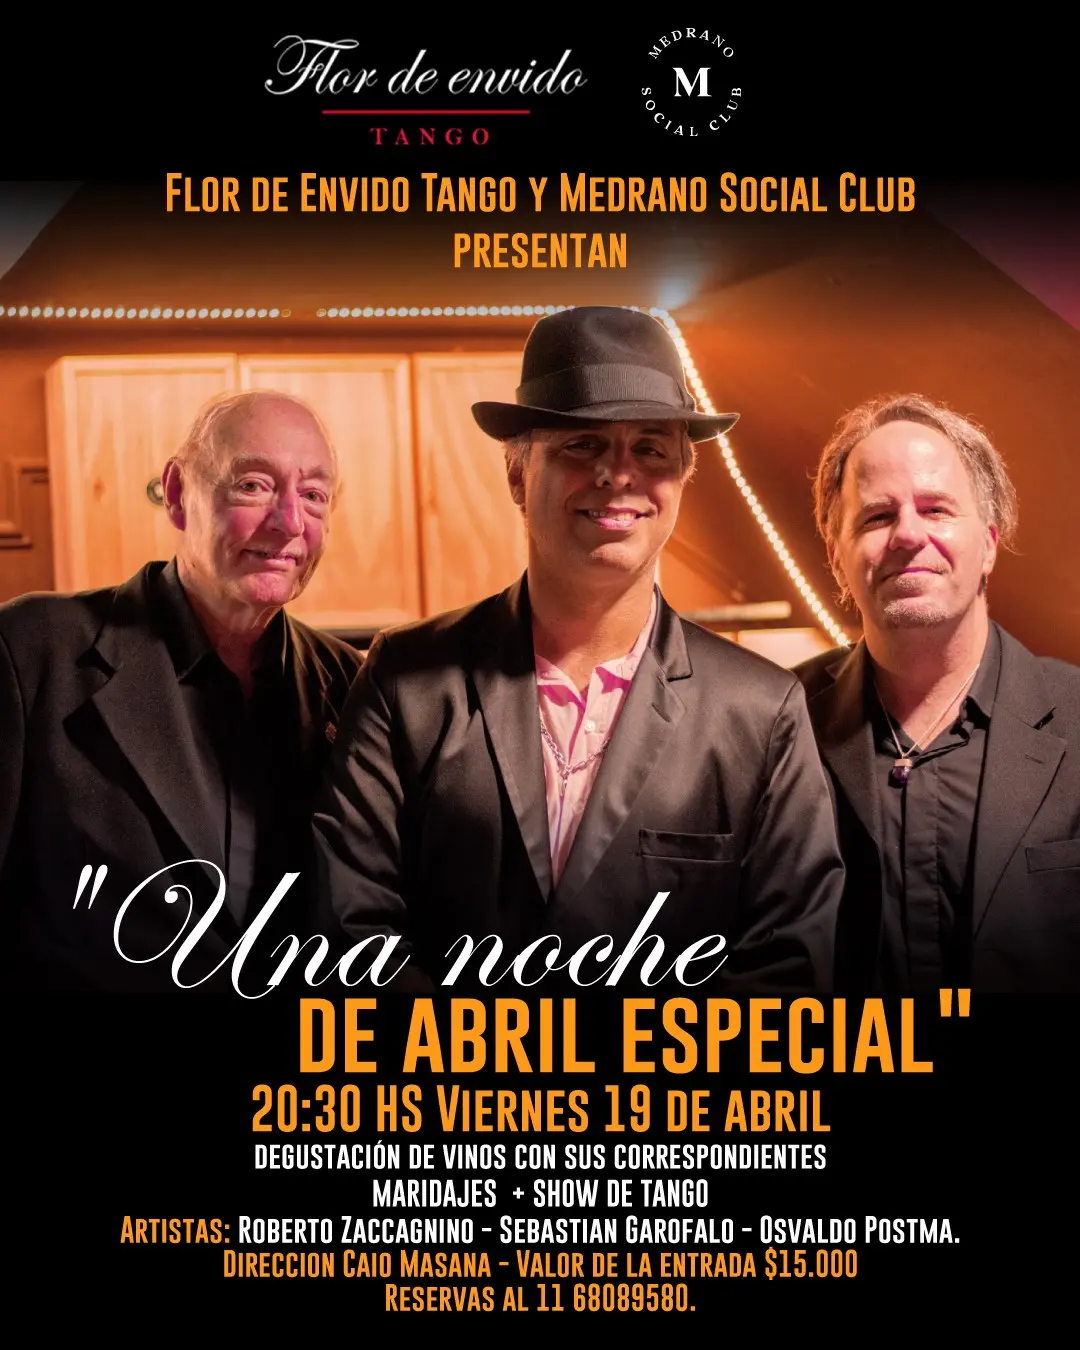 Flor de envido
TANGO
MEDRANO
M
SOCIAL CLUB
FLOR DE ENVIDO TANGO Y MEDRANO SOCIAL CLUB
PRESENTAN
"Una noche
DE ABRIL ESPECIAL"
20:30 HS VIERNES 19 DE ABRIL
DEGUSTACIÓN DE VINOS CON SUS CORRESPONDIENTES
MARIDAJES + SHOW DE TANGO
ARTISTAS: ROBERTO ZACCAGNINO - SEBASTIAN GAROFALO - OSVALDO POSTMA.
DIRECCION CAIO MASANA - VALOR DE LA ENTRADA $15.000
RESERVAS AL 11 68089580.